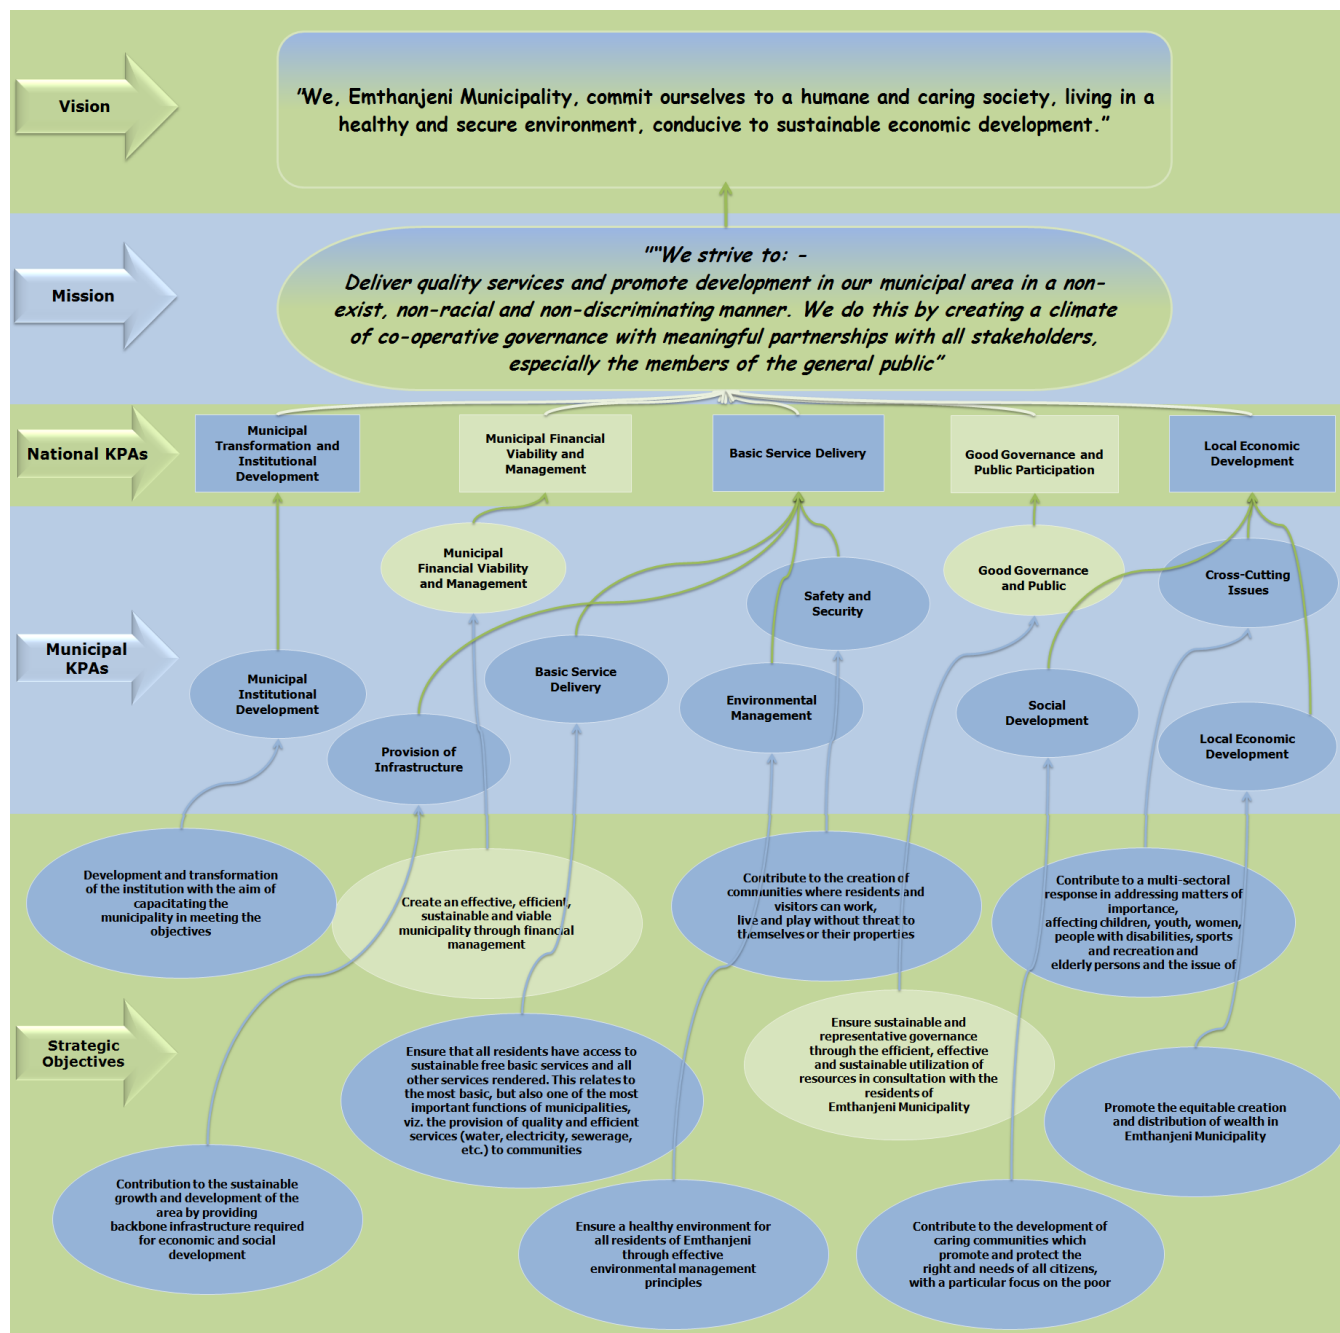 Vision
"We, Emthanjeni Municipality, commit ourselves to a humane and caring society, living in a
healthy and secure environment, conducive to sustainable economic development."
Mission
"“We strive to: -
Deliver quality services and promote development in our municipal area in a non-
exist, non-racial and non-discriminating manner. We do this by creating a climate
of co-operative governance with meaningful partnerships with all stakeholders,
especially the members of the general public”
National KPAs
Municipal
Transformation and
Institutional
Development
Municipal Financial
Viability and
Management
Basic Service Delivery
Good Governance and
Public Participation
Local Economic
Development
Municipal
KPAs
Municipal
Institutional
Development
Provision of
Infrastructure
Municipal
Financial Viability
and Management
Basic Service
Delivery
Environmental
Management
Safety and
Security
Good Governance
and Public
Social
Development
Cross-Cutting
Issues
Local Economic
Development
Strategic
Objectives
Development and transformation
of the institution with the aim of
capacitating the
municipality in meeting the
objectives
Contribution to the sustainable
growth and development of the
area by providing
backbone infrastructure required
for economic and social
development
Create an effective, efficient,
sustainable and viable
municipality through financial
management
Ensure that all residents have access to
sustainable free basic services and all
other services rendered. This relates to
the most basic, but also one of the most
important functions of municipalities,
viz. the provision of quality and efficient
services (water, electricity, sewerage,
etc.) to communities
Ensure a healthy environment for
all residents of Emthanjeni
through effective
environmental management
principles
Contribute to the creation of
communities where residents and
visitors can work,
live and play without threat to
themselves or their properties
Ensure sustainable and
representative governance
through the efficient, effective
and sustainable utilization of
resources in consultation with the
residents of
Emthanjeni Municipality
Contribute to the development of
caring communities which
promote and protect the
right and needs of all citizens,
with a particular focus on the poor
Contribute to a multi-sectoral
response in addressing matters of
importance,
affecting children, youth, women,
people with disabilities, sports
and recreation and
elderly persons and the issue of
Promote the equitable creation
and distribution of wealth in
Emthanjeni Municipality